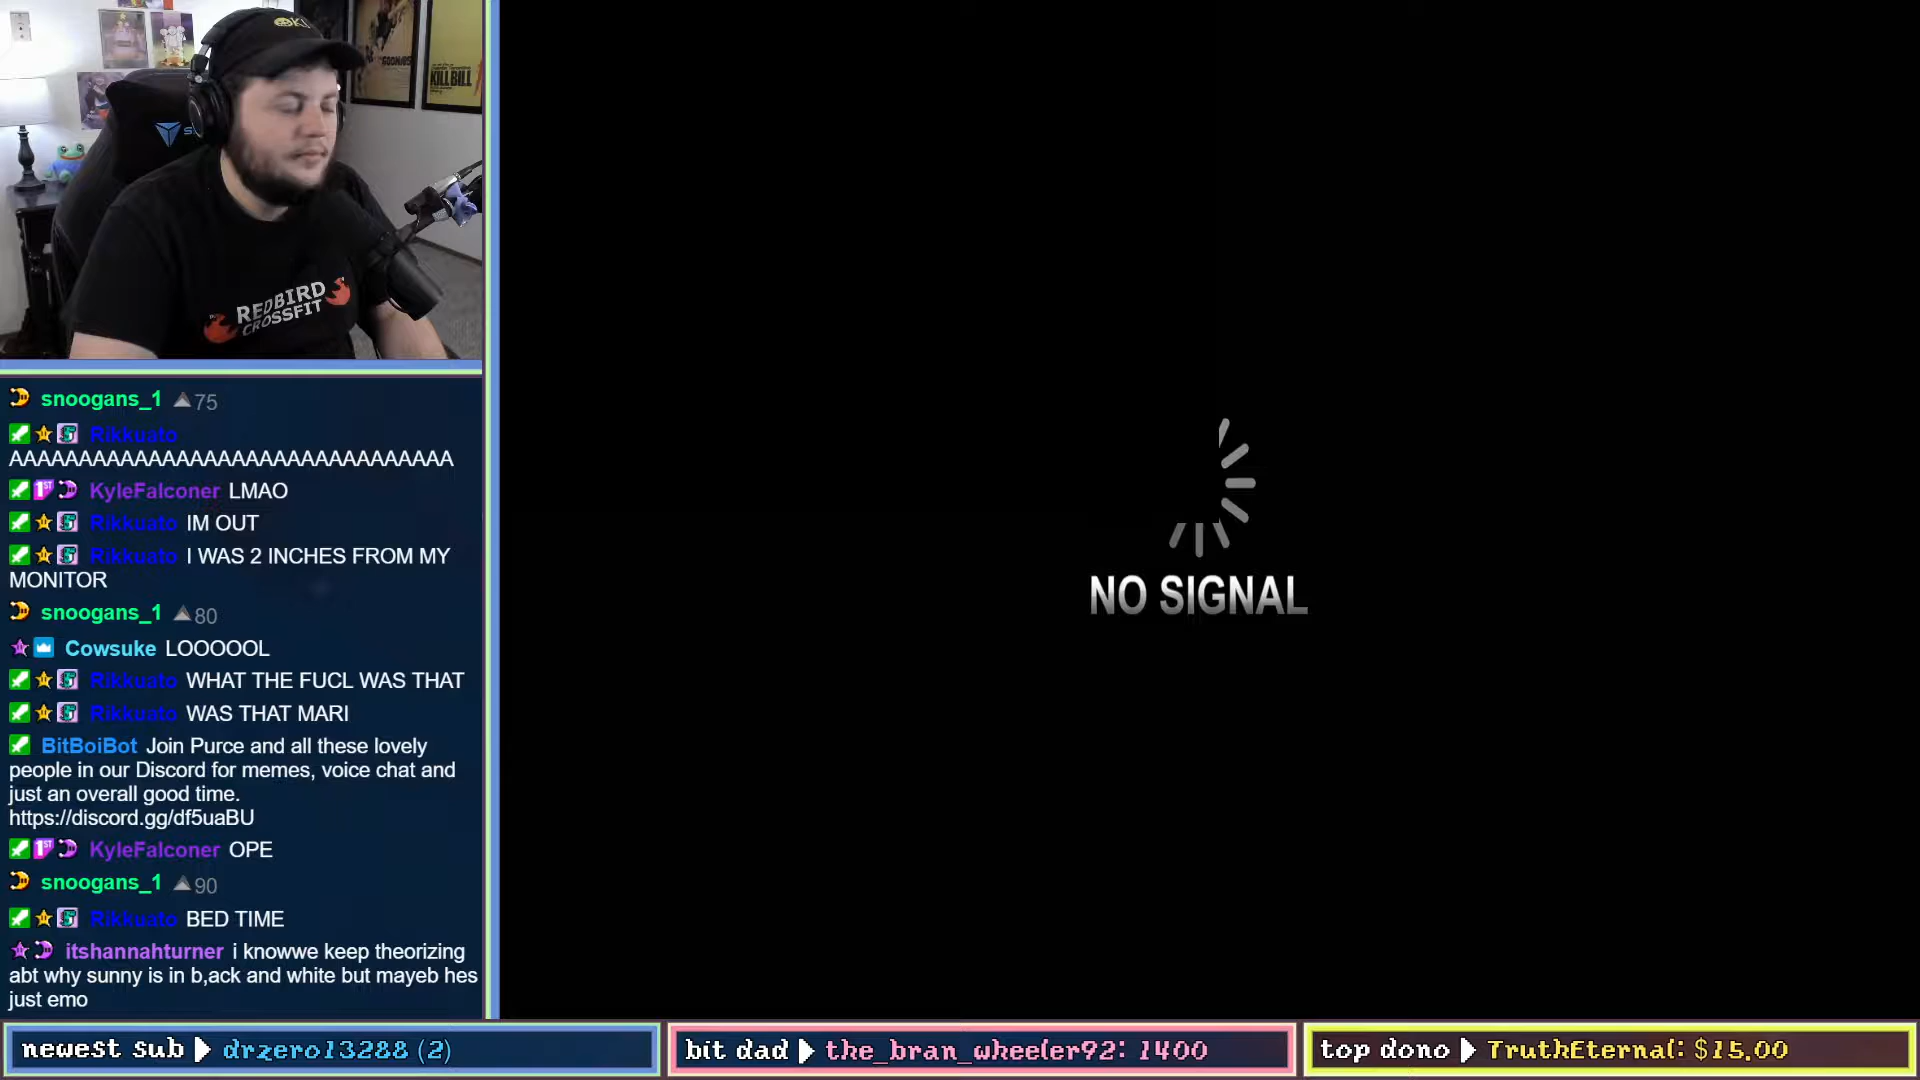 GOONIES
KILL BILL
REDBIRD
CROSSFIT
snoogans_1 75
Rikkuato
AAAAAAAAAAAAAAAAAAAAAAAAAAAAAAAA
KyleFalconer LMAO
Rikkuato IM OUT
Rikkuato I WAS 2 INCHES FROM MY
MONITOR
snoogans_1 80
Cowsuke LOOOOOL
Rikkuato WHAT THE FUCL WAS THAT
Rikkuato WAS THAT MARI
BitBoiBot Join Purce and all these lovely
people in our Discord for memes, voice chat and
just an overall good time.
https://discord.gg/df5uaBU
KyleFalconer OPE
snoogans_1 90
Rikkuato BED TIME
itshannahturner i knowwe keep theorizing
abt why sunny is in b,ack and white but mayeb hes
just emo
NO SIGNAL
newest sub drzero13288 (2)
bit dad the_bran_wheeler92: 1400
top dono TruthEternal: $15.00